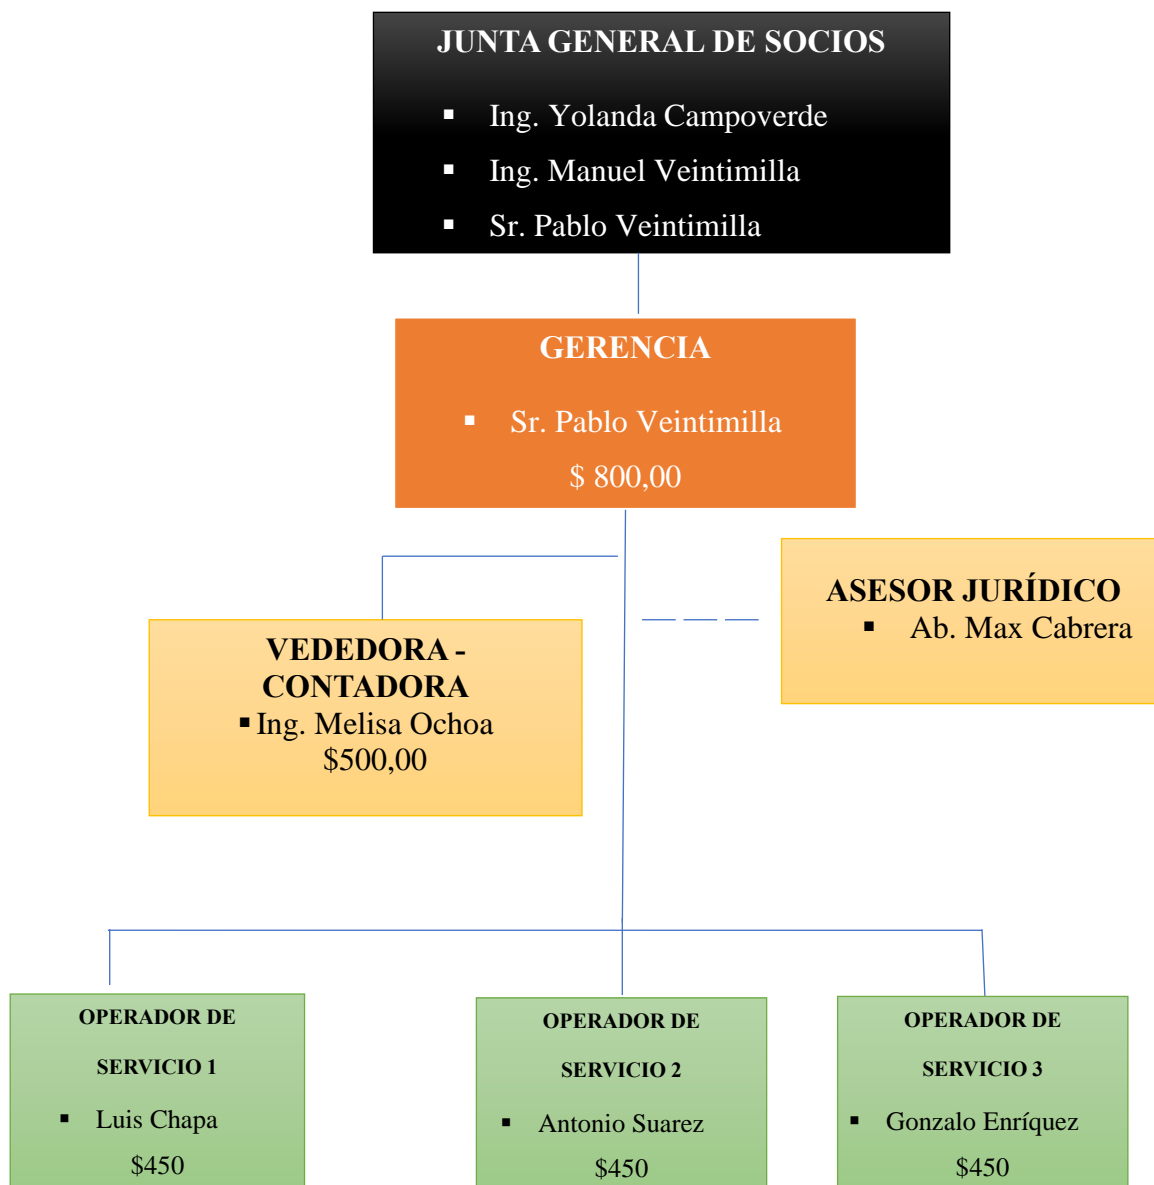 JUNTA GENERAL DE SOCIOS
▪ Ing. Yolanda Campoverde
▪ Ing. Manuel Veintimilla
▪ Sr. Pablo Veintimilla
GERENCIA
▪ Sr. Pablo Veintimilla
$ 800,00
ASESOR JURÍDICO
▪ Ab. Max Cabrera
VEDEDORA -
CONTADORA
▪ Ing. Melisa Ochoa
$500,00
OPERADOR DE
SERVICIO 1
▪ Luis Chapa
$450
OPERADOR DE
SERVICIO 2
▪ Antonio Suarez
$450
OPERADOR DE
SERVICIO 3
▪ Gonzalo Enríquez
$450